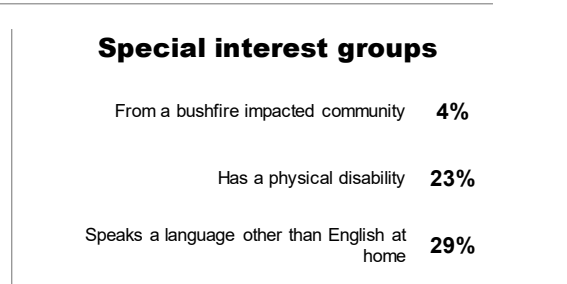 Special interest groups
From a bushfire impacted community 4%
Has a physical disability 23%
Speaks a language other than English at
home 29%